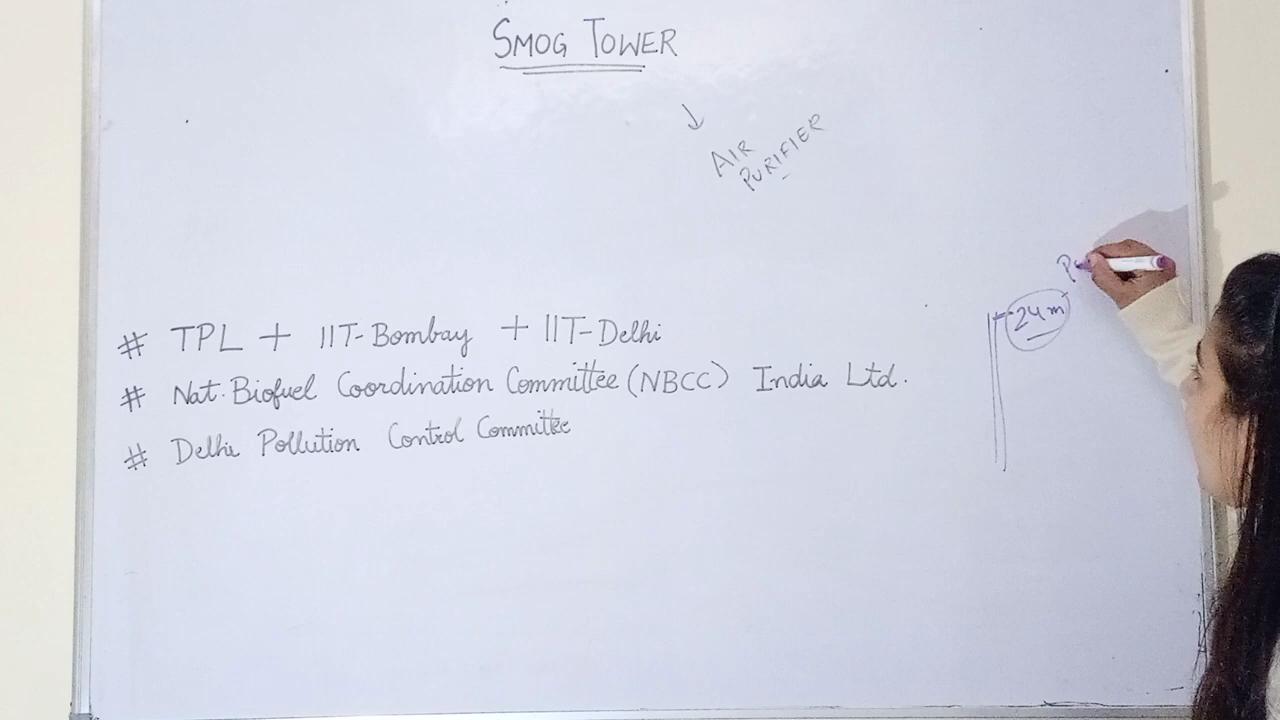 SMOG TOWER
↓
AIR
PURIFIER
24m
# TPL + IIT-Bombay + IIT-Delhi
# Nat. Biofuel Coordination Committee (NBCC) India Ltd.
# Delhi Pollution Control Committee